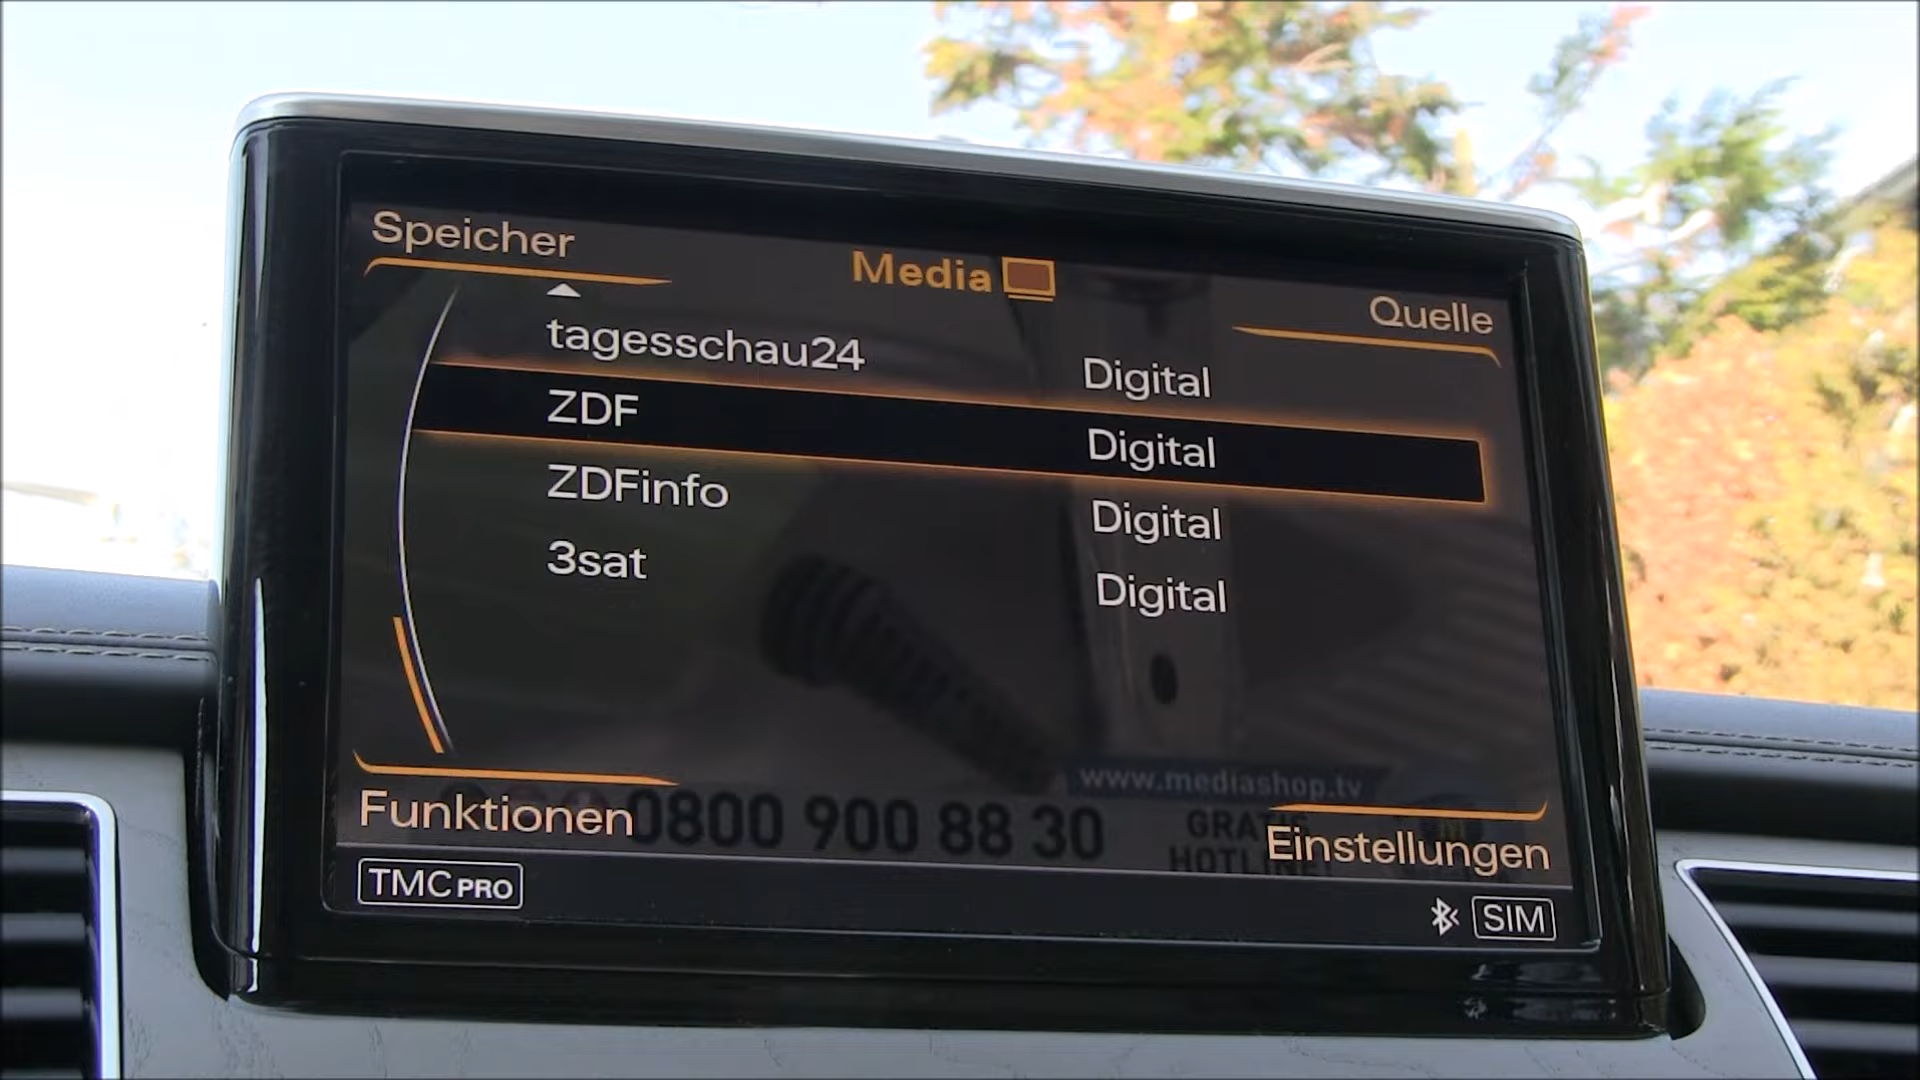 Speicher
Media
Quelle
tagesschau24 Digital
ZDF Digital
ZDFinfo Digital
3sat Digital
www.mediashop.tv
Funktionen
0800 900 88 30
GRATIS
HOTLINE
Einstellungen
TMC PRO
SIM